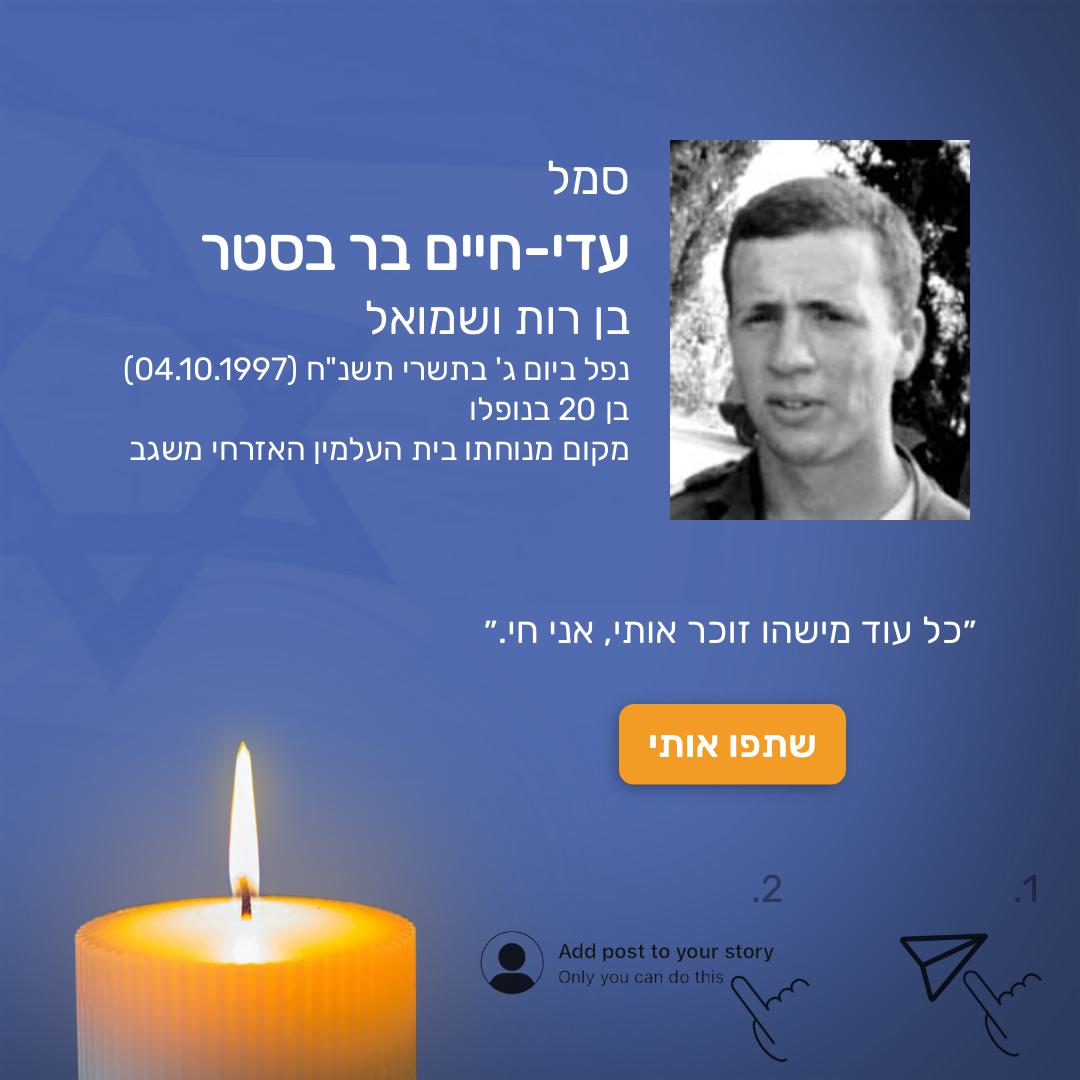 סמל
עדי-חיים בר בסטר
בן רות ושמואל
נפל ביום ג' בתשרי תשנ"ח (04.10.1997)
בן 20 בנופלו
מקום מנוחתו בית העלמין האזרחי משגב
״כל עוד מישהו זוכר אותי, אני חי.״
שתפו אותי
.1
.2
Add post to your story
Only you can do this